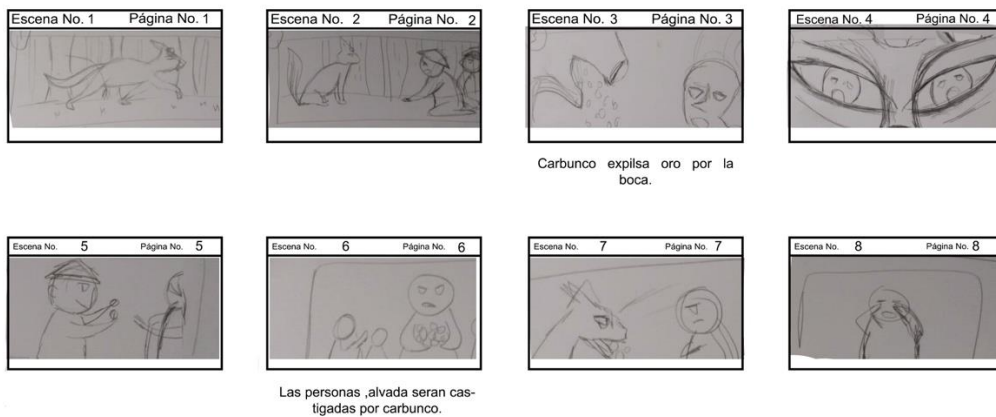 Escena No. 1 Página No. 1
Escena No. 2 Página No. 2
Escena No. 3 Página No. 3
Escena No. 4 Página No. 4
Carbunco expilsa oro por la
boca.
Escena No. 5 Página No. 5
Escena No. 6 Página No. 6
Escena No. 7 Página No. 7
Escena No. 8 Página No. 8
Las personas ,alvada seran cas-
tigadas por carbunco.